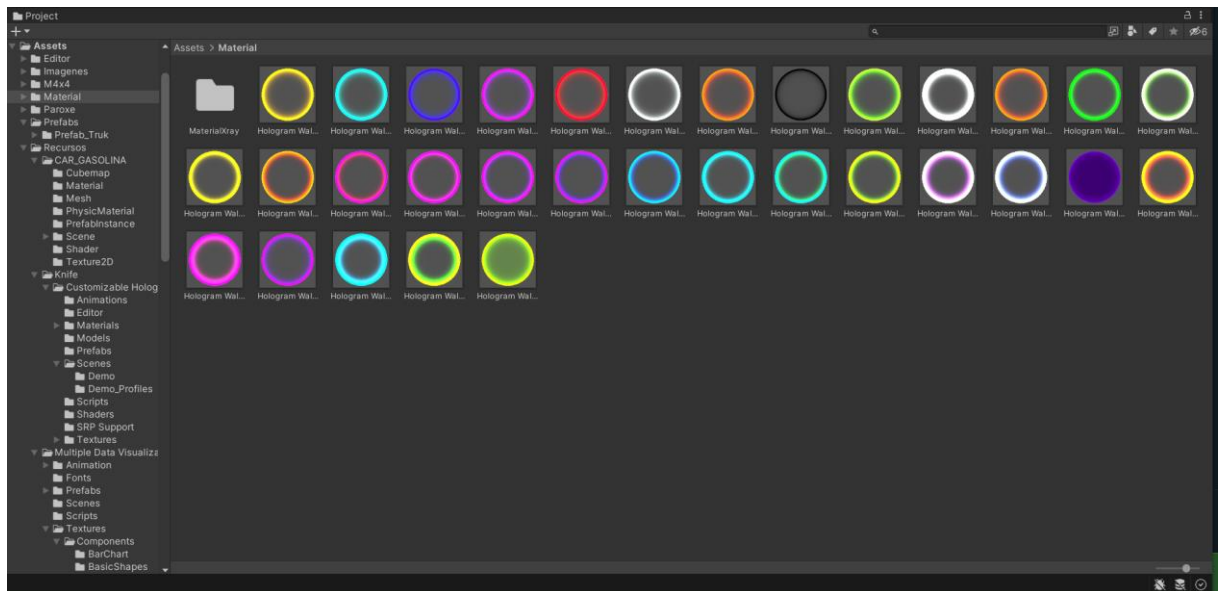 Project
6
Assets
Assets > Material
Editor
Imagenes
M4x4
Material
Paroxe
Prefabs
Prefab_Truk
Recursos
CAR_GASOLINA
Cubemap
Material
Mesh
PhysicMaterial
PrefabInstance
Scene
Shader
Texture2D
Knife
Customizable Holog
Animations
Editor
Materials
Models
Prefabs
Scenes
Demo
Demo_Profiles
Scripts
Shaders
SRP Support
Textures
Multiple Data Visualiza
Animation
Fonts
Prefabs
Scenes
Scripts
Textures
Components
BarChart
BasicShapes
MaterialXray Hologram Wal... Hologram Wal... Hologram Wal... Hologram Wal... Hologram Wal... Hologram Wal... Hologram Wal... Hologram Wal... Hologram Wal... Hologram Wal... Hologram Wal... Hologram Wal... Hologram Wal...
Hologram Wal... Hologram Wal... Hologram Wal... Hologram Wal... Hologram Wal... Hologram Wal... Hologram Wal... Hologram Wal... Hologram Wal... Hologram Wal... Hologram Wal... Hologram Wal... Hologram Wal... Hologram Wal...
Hologram Wal... Hologram Wal... Hologram Wal... Hologram Wal... Hologram Wal...